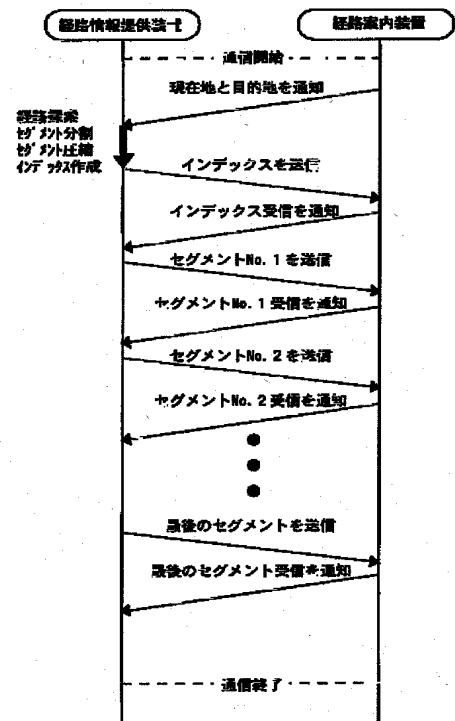 経路情報提供装置
経路案内装置
通信開始
現在地と目的地を通知
経路探索
セグメント分割
セグメント圧縮
インデックス作成
インデックスを送信
インデックス受信を通知
セグメントNo.1を送信
セグメントNo.1受信を通知
セグメントNo.2を送信
セグメントNo.2受信を通知
最後のセグメントを送信
最後のセグメント受信を通知
通信終了